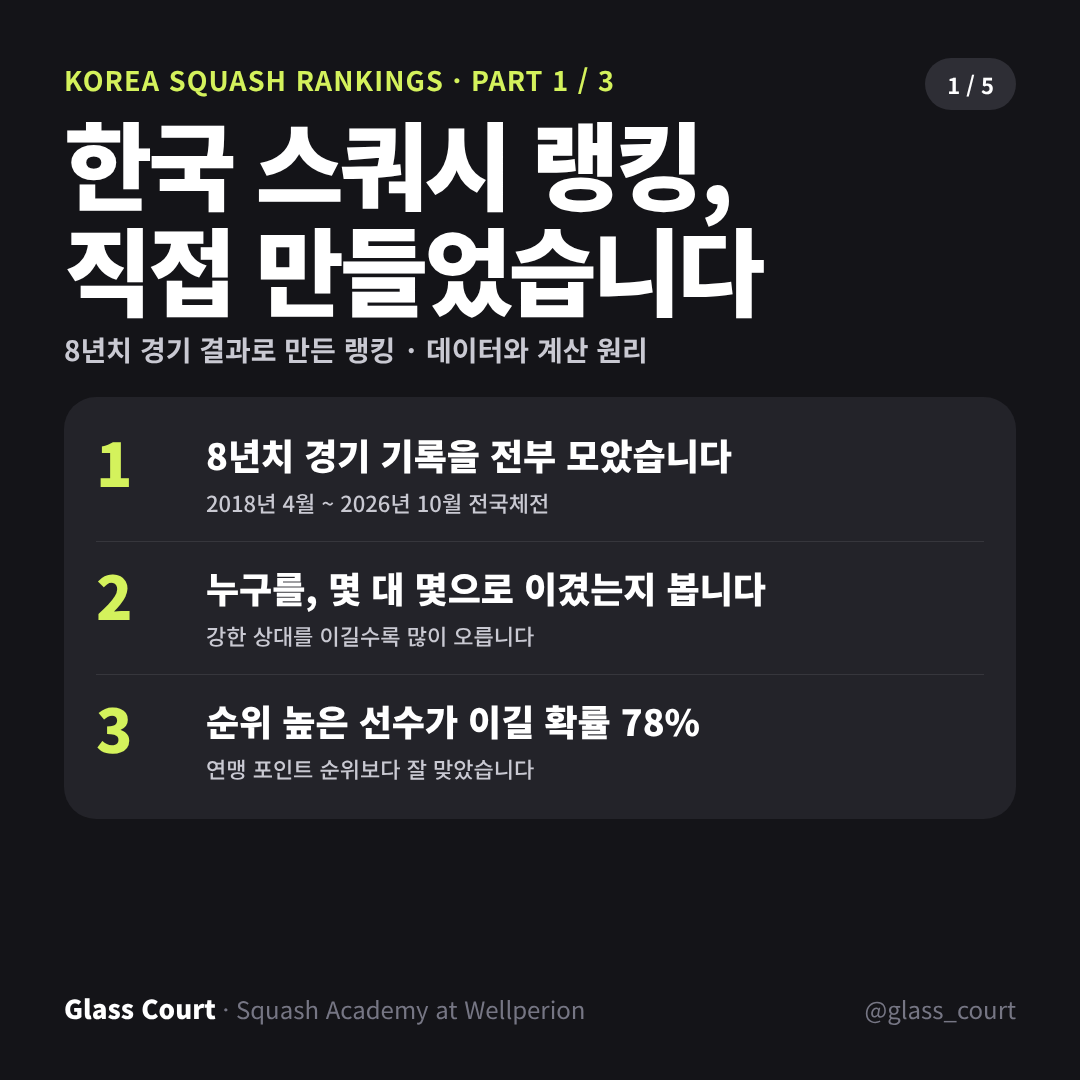 KOREA SQUASH RANKINGS · PART 1 / 3
1 / 5
한국 스쿼시 랭킹,
직접 만들었습니다
8년치 경기 결과로 만든 랭킹 · 데이터와 계산 원리
1
8년치 경기 기록을 전부 모았습니다
2018년 4월 ~ 2026년 10월 전국체전
2
누구를, 몇 대 몇으로 이겼는지 봅니다
강한 상대를 이길수록 많이 오릅니다
3
순위 높은 선수가 이길 확률 78%
연맹 포인트 순위보다 잘 맞았습니다
Glass Court · Squash Academy at Wellperion
@glass_court